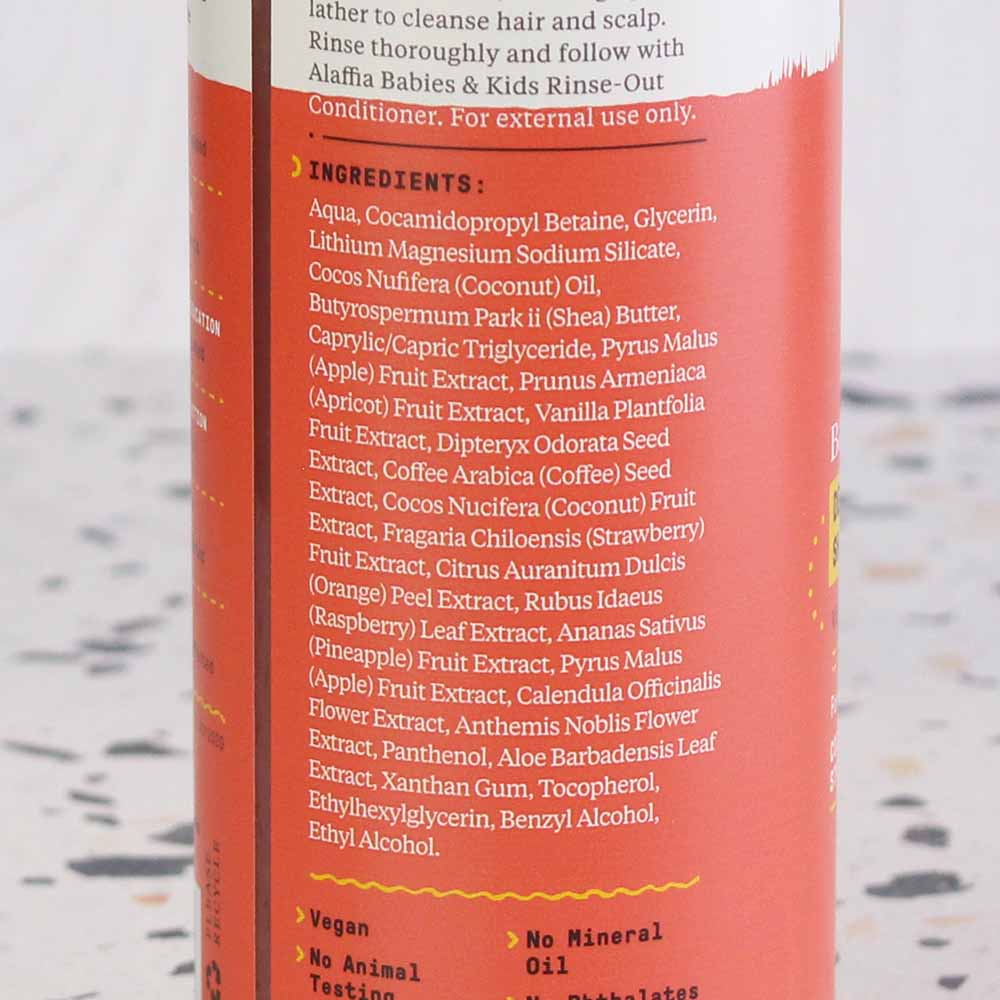 lather to cleanse hair and scalp.
Rinse thoroughly and follow with
Alaffia Babies & Kids Rinse-Out
Conditioner. For external use only.
INGREDIENTS:
Aqua, Cocamidopropyl Betaine, Glycerin,
Lithium Magnesium Sodium Silicate,
Cocos Nufifera (Coconut) Oil,
Butyrospermum Park ii (Shea) Butter,
Caprylic/Capric Triglyceride, Pyrus Malus
(Apple) Fruit Extract, Prunus Armeniaca
(Apricot) Fruit Extract, Vanilla Plantfolia
Fruit Extract, Dipteryx Odorata Seed
Extract, Coffee Arabica (Coffee) Seed
Extract, Cocos Nucifera (Coconut) Fruit
Extract, Fragaria Chiloensis (Strawberry)
Fruit Extract, Citrus Auranitum Dulcis
(Orange) Peel Extract, Rubus Idaeus
(Raspberry) Leaf Extract, Ananas Sativus
(Pineapple) Fruit Extract, Pyrus Malus
(Apple) Fruit Extract, Calendula Officinalis
Flower Extract, Anthemis Noblis Flower
Extract, Panthenol, Aloe Barbadensis Leaf
Extract, Xanthan Gum, Tocopherol,
Ethylhexylglycerin, Benzyl Alcohol,
Ethyl Alcohol.
Vegan
No Animal
Testing
No Mineral
Oil
No Phthalates
PLEASE
RECYCLE